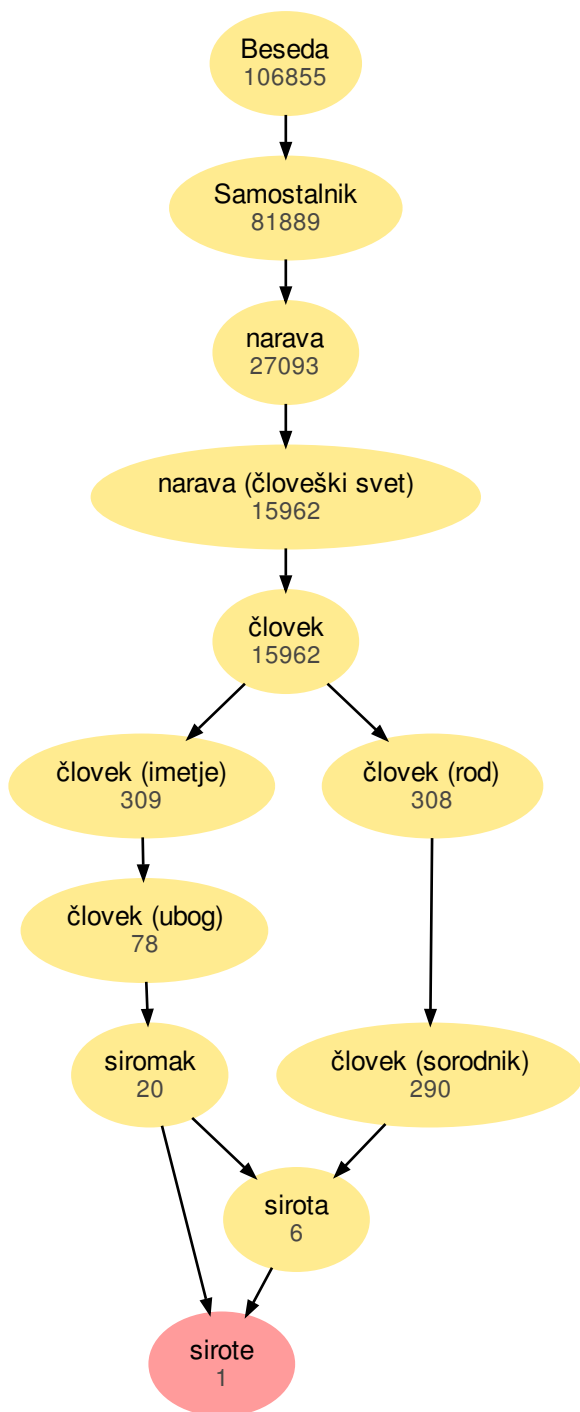 Beseda
106855
Samostalnik
81889
narava
27093
narava (človeški svet)
15962
človek
15962
človek (imetje)
309
človek (rod)
308
človek (ubog)
78
siromak
20
človek (sorodnik)
290
sirota
6
sirote
1